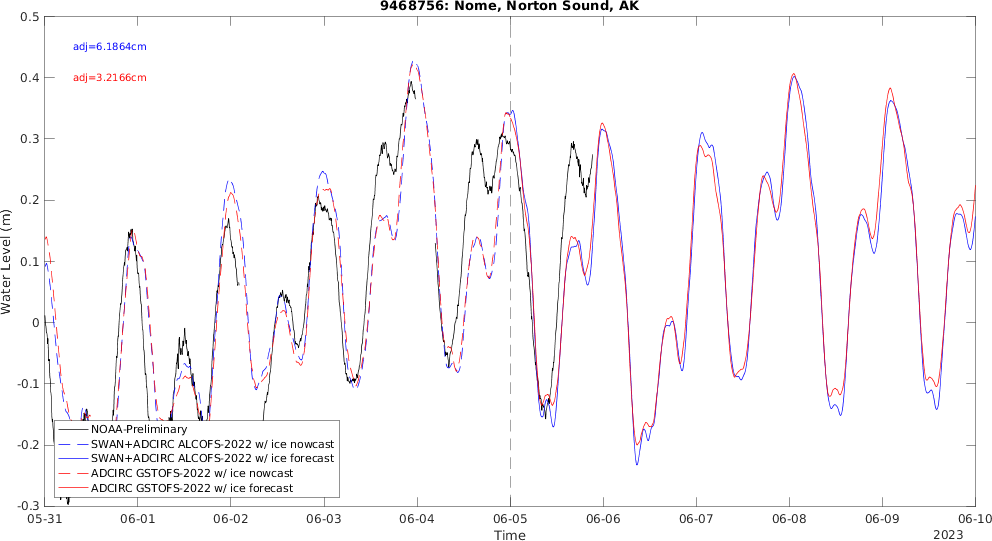 9468756: Nome, Norton Sound, AK
adj=6.1864cm
adj=3.2166cm
Water Level (m)
0.5
0.4
0.3
0.2
0.1
0
-0.1
-0.2
-0.3
NOAA-Preliminary
SWAN+ADCIRC ALCOFS-2022 w/ ice nowcast
SWAN+ADCIRC ALCOFS-2022 w/ ice forecast
ADCIRC GSTOFS-2022 w/ ice nowcast
ADCIRC GSTOFS-2022 w/ ice forecast
05-31 06-01 06-02 06-03 06-04 06-05 06-06 06-07 06-08 06-09 06-10
Time
2023